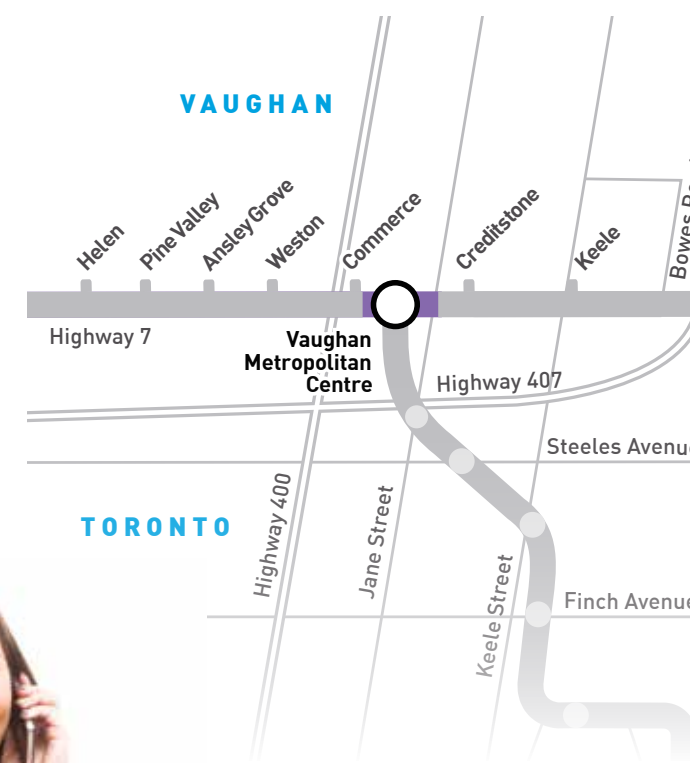 VAUGHAN
Helen
Pine Valley
Ansley Grove
Weston
Commerce
Creditstone
Keele
Bowes
Highway 7
Vaughan
Metropolitan
Centre
Highway 407
Steeles Avenue
TORONTO
Highway 400
Jane Street
Keele Street
Finch Avenue